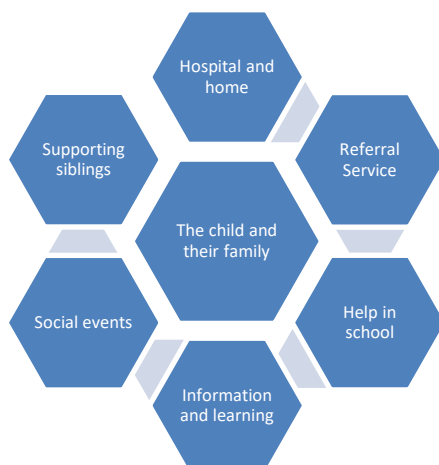 Hospital and
home
Supporting
siblings
Referral
Service
The child and
their family
Social events
Help in
school
Information
and learning